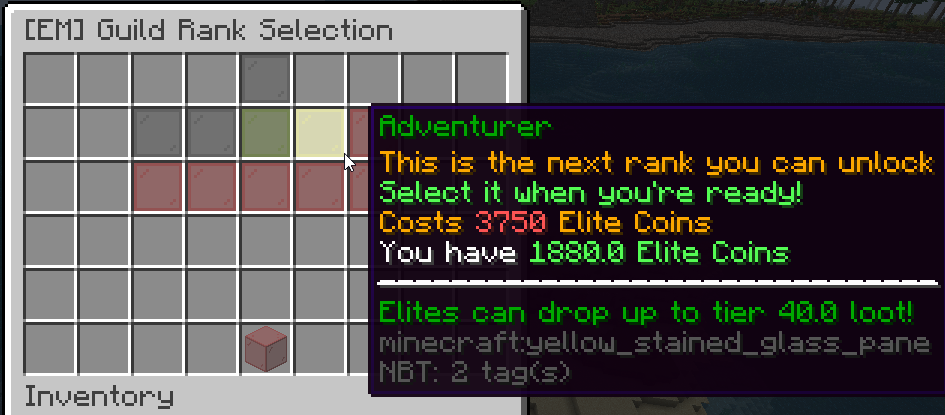 [EM] Guild Rank Selection
Adventurer
This is the next rank you can unlock
Select it when you're ready!
Costs 3750 Elite Coins
You have 1880.0 Elite Coins
Elites can drop up to tier 40.0 loot!
minecraft:yellow_stained_glass_pane
NBT: 2 tag(s)
Inventory